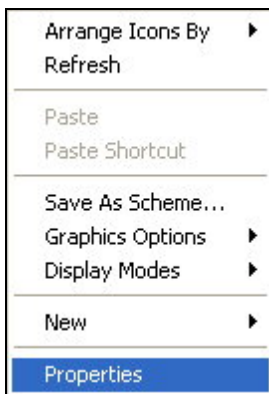 Arrange Icons By
Refresh
Paste
Paste Shortcut
Save As Scheme...
Graphics Options
Display Modes
New
Properties